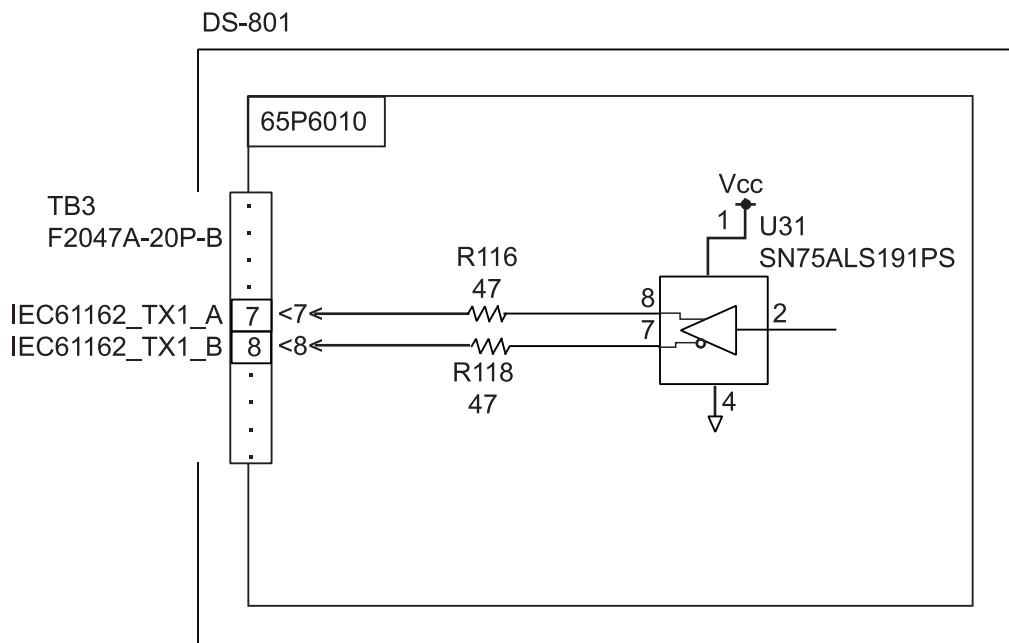 DS-801
65P6010
TB3
F2047A-20P-B
Vcc
1
U31
SN75ALS191PS
R116
47
IEC61162_TX1_A 7 <7< 8
2
IEC61162_TX1_B 8 <8< 7
R118
47
4